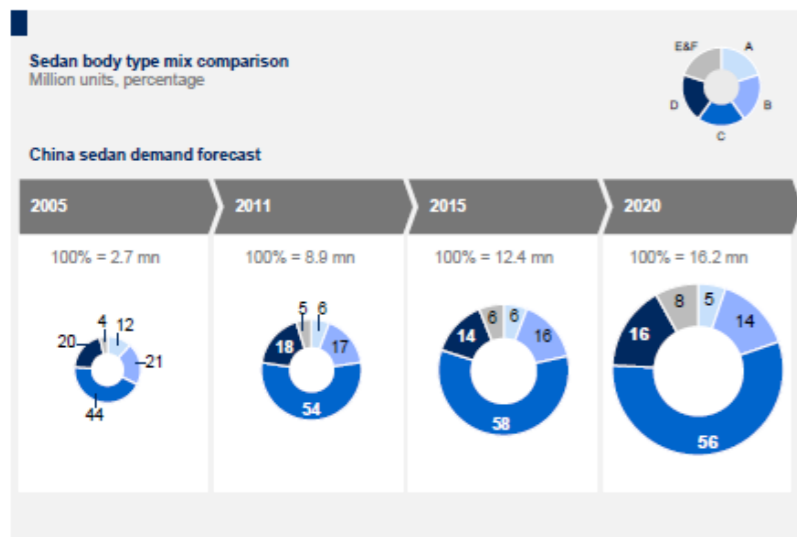 Sedan body type mix comparison
Million units, percentage
E&F
A
D
B
C
China sedan demand forecast
2005
2011
2015
2020
100% = 2.7 mn
100% = 8.9 mn
100% = 12.4 mn
100% = 16.2 mn
4
12
20
21
44
5
6
18
17
54
6
6
14
16
58
8
5
16
14
56